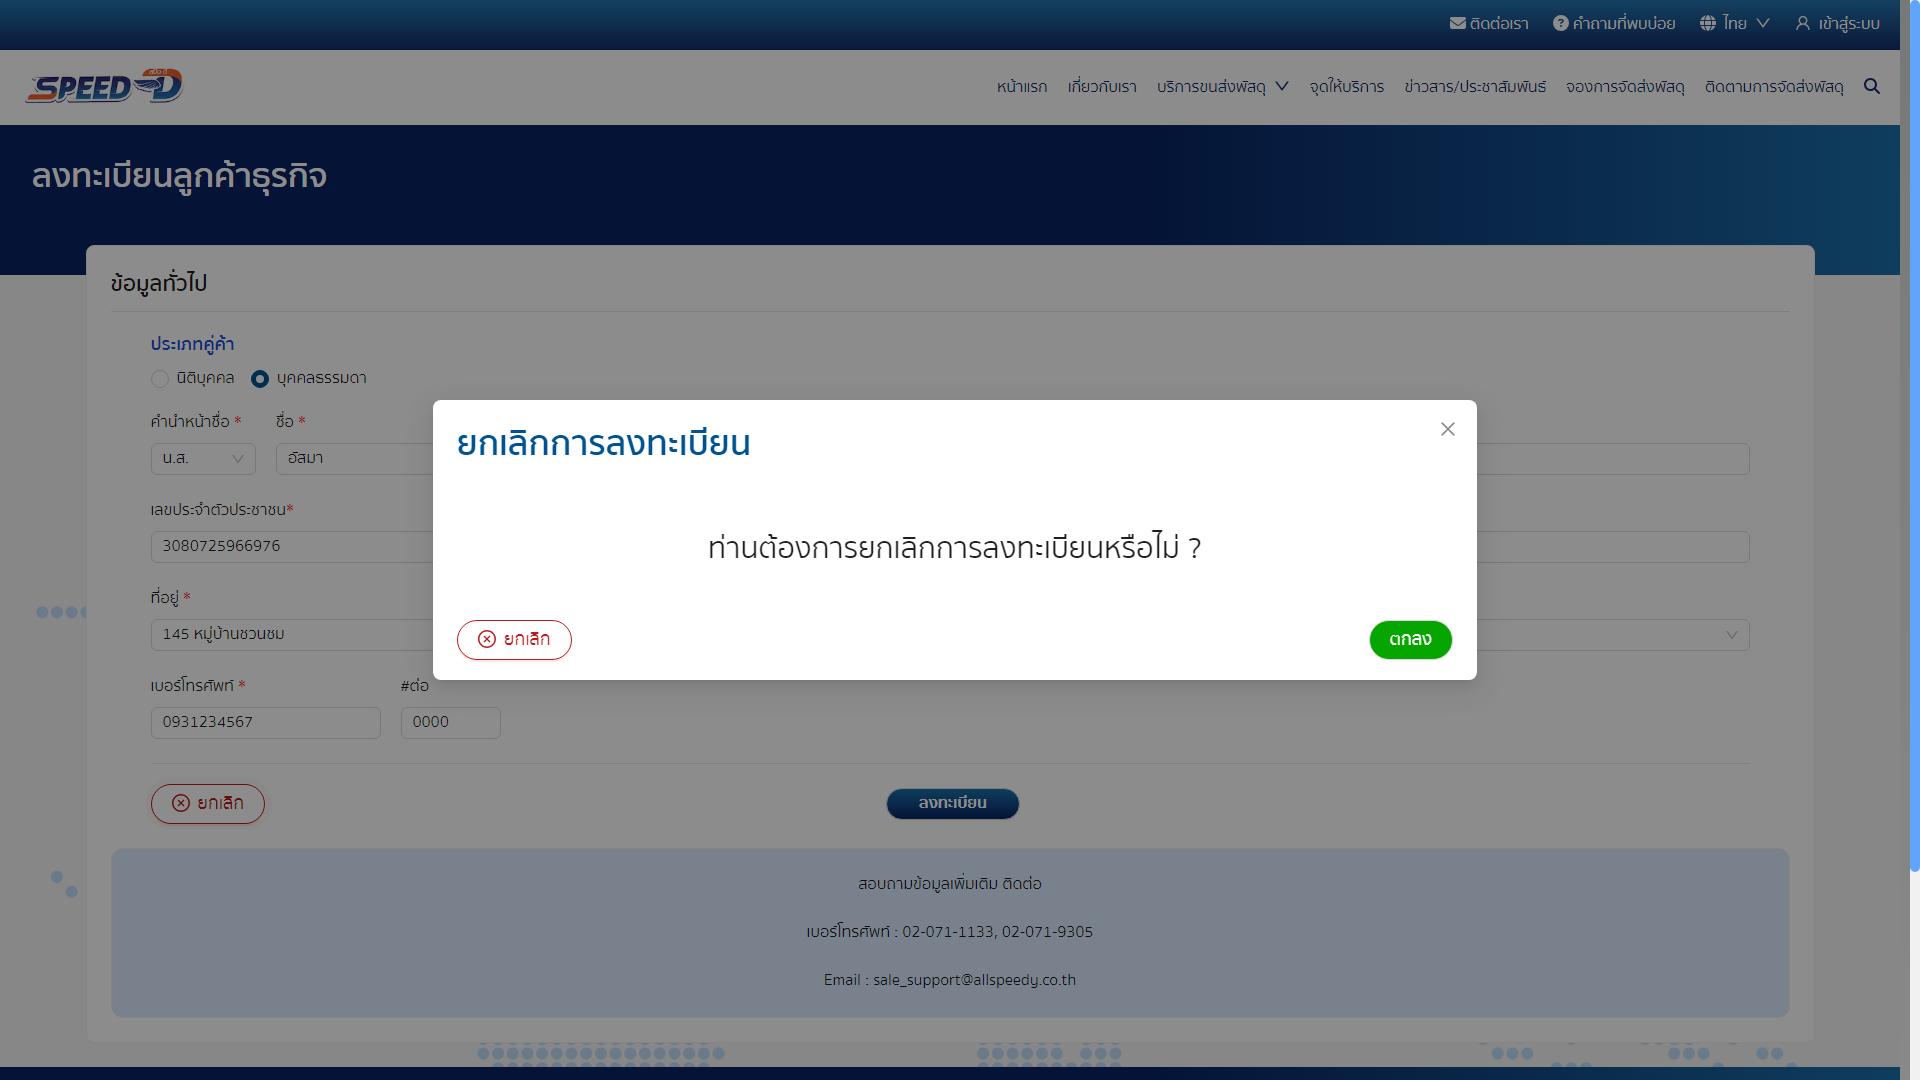 ติดต่อเรา คำถามที่พบบ่อย ไทย เข้าสู่ระบบ
SPEED-D
หน้าแรก เกี่ยวกับเรา บริการขนส่งพัสดุ จุดให้บริการ ข่าวสาร/ประชาสัมพันธ์ จองการจัดส่งพัสดุ ติดตามการจัดส่งพัสดุ
ลงทะเบียนลูกค้าธุรกิจ
ข้อมูลทั่วไป
ประเภทคู่ค้า
นิติบุคคล บุคคลธรรมดา
คำนำหน้าชื่อ * ชื่อ *
น.ส. อัสมา
เลขประจำตัวประชาชน*
3080725966976
ที่อยู่ *
145 หมู่บ้านชวนชม
เบอร์โทรศัพท์ * #ต่อ
0931234567 0000
ยกเลิก ลงทะเบียน
ยกเลิกการลงทะเบียน
ท่านต้องการยกเลิกการลงทะเบียนหรือไม่ ?
ยกเลิก ตกลง
สอบถามข้อมูลเพิ่มเติม ติดต่อ
เบอร์โทรศัพท์ : 02-071-1133, 02-071-9305
Email : sale_support@allspeedy.co.th